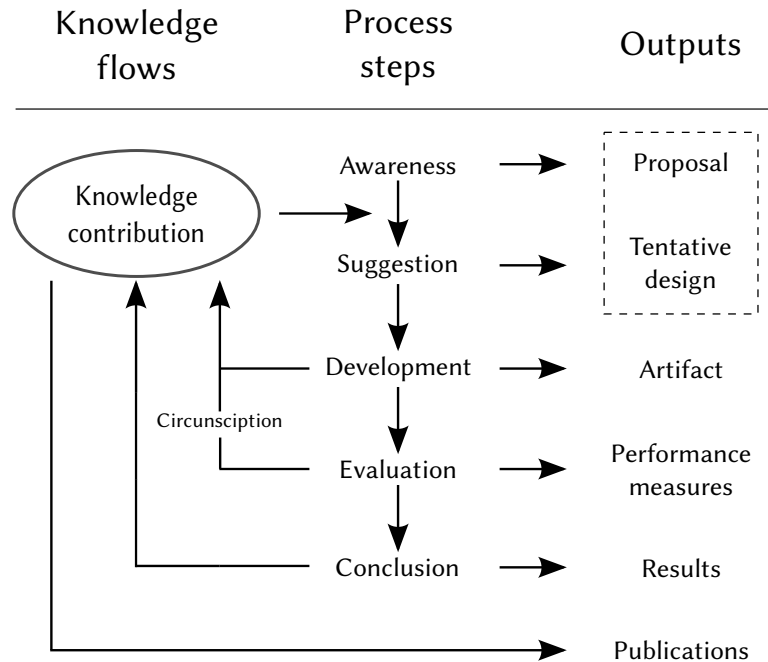 Knowledge
flows
Process
steps
Outputs
Awareness
Proposal
Knowledge
contribution
Suggestion
Tentative
design
Development
Artifact
Circunsciption
Evaluation
Performance
measures
Conclusion
Results
Publications